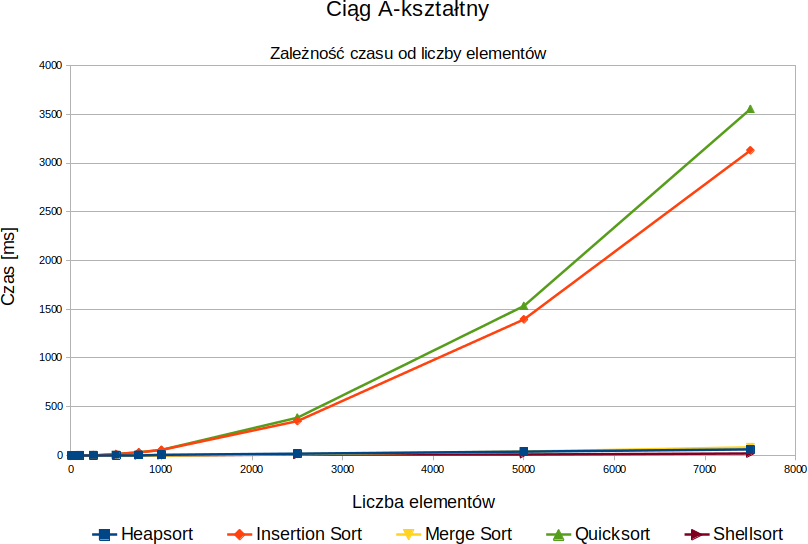 Ciąg A-kształtny
Zależność czasu od liczby elementów
4000
3500
3000
2500
2000
1500
1000
500
0
Czas [ms]
0 1000 2000 3000 4000 5000 6000 7000 8000
Liczba elementów
Heapsort Insertion Sort Merge Sort Quicksort Shellsort